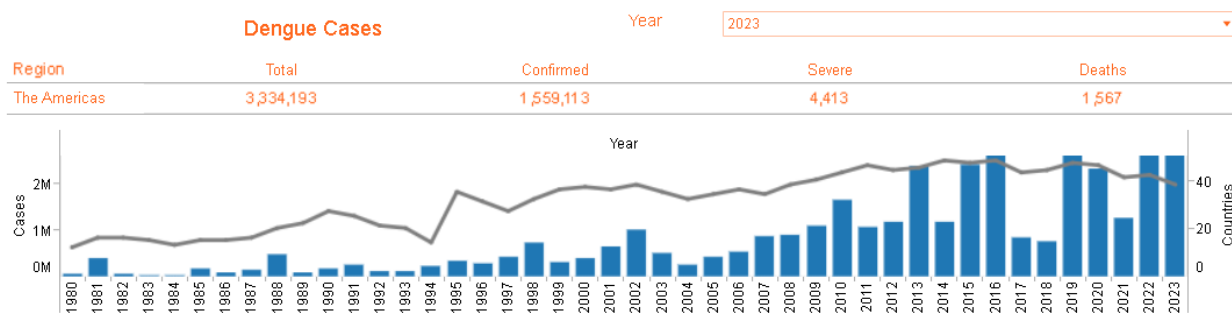 Dengue Cases Year 2023
Region Total Confirmed Severe Deaths
The Americas 3,334,193 1,559,113 4,413 1,567
Year
2M
1M
0M
Cases
40
20
0
Countries
1980 1981 1982 1983 1984 1985 1986 1987 1988 1989 1990 1991 1992 1993 1994 1995 1996 1997 1998 1999 2000 2001 2002 2003 2004 2005 2006 2007 2008 2009 2010 2011 2012 2013 2014 2015 2016 2017 2018 2019 2020 2021 2022 2023